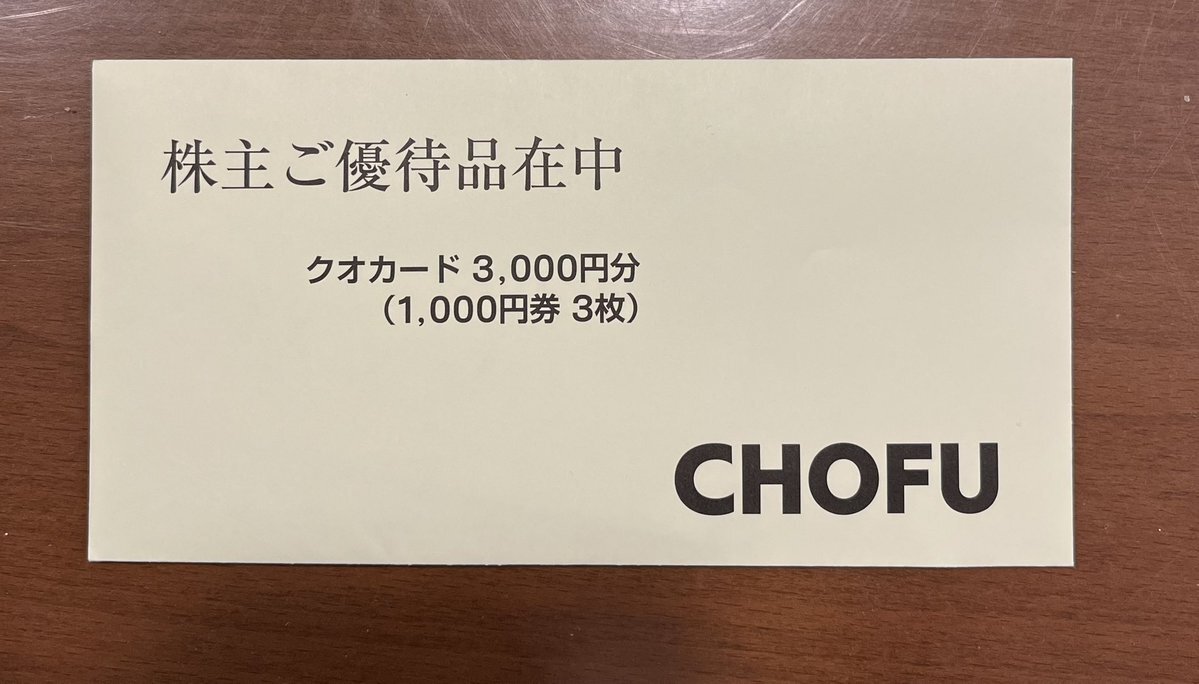 株主ご優待品在中
クオカード 3,000円分
（1,000円券 3枚）
CHOFU